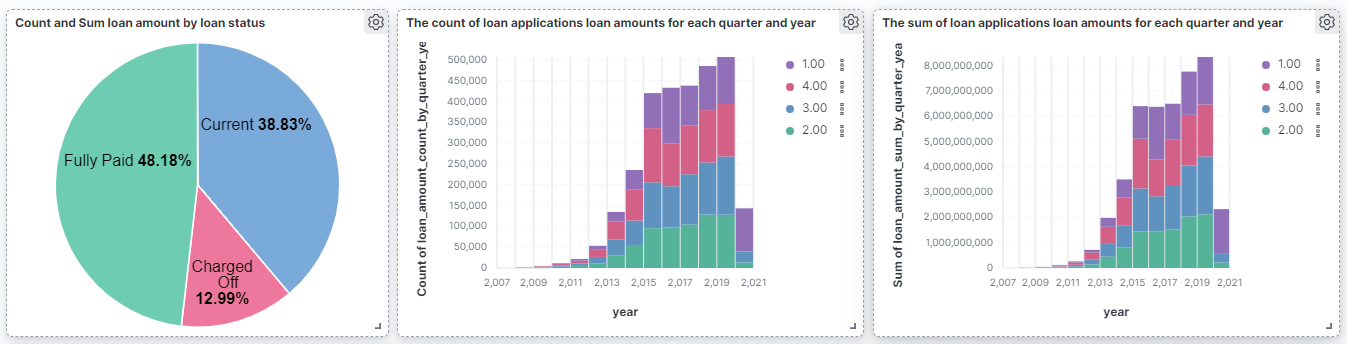 Count and Sum loan amount by loan status
Current 38.83%
Fully Paid 48.18%
Charged
Off
12.99%
The count of loan applications loan amounts for each quarter and year
Count of loan_amount_count_by_quarter_ye
500,000
450,000
400,000
350,000
300,000
250,000
200,000
150,000
100,000
50,000
0
2,007 2,009 2,011 2,013 2,015 2,017 2,019 2,021
year
1.00
4.00
3.00
2.00
The sum of loan applications loan amounts for each quarter and year
Sum of loan_amount_sum_by_quarter_yea
8,000,000,000
7,000,000,000
6,000,000,000
5,000,000,000
4,000,000,000
3,000,000,000
2,000,000,000
1,000,000,000
0
2,007 2,009 2,011 2,013 2,015 2,017 2,019 2,021
year
1.00
4.00
3.00
2.00